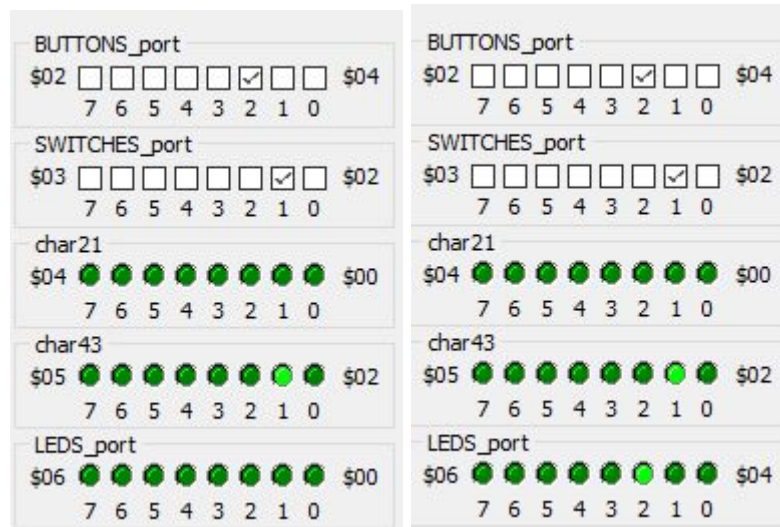 BUTTONS_port
$02 $04
7 6 5 4 3 2 1 0
SWITCHES_port
$03 $02
7 6 5 4 3 2 1 0
char21
$04 $00
7 6 5 4 3 2 1 0
char43
$05 $02
7 6 5 4 3 2 1 0
LEDS_port
$06 $00
7 6 5 4 3 2 1 0
BUTTONS_port
$02 $04
7 6 5 4 3 2 1 0
SWITCHES_port
$03 $02
7 6 5 4 3 2 1 0
char21
$04 $00
7 6 5 4 3 2 1 0
char43
$05 $02
7 6 5 4 3 2 1 0
LEDS_port
$06 $04
7 6 5 4 3 2 1 0